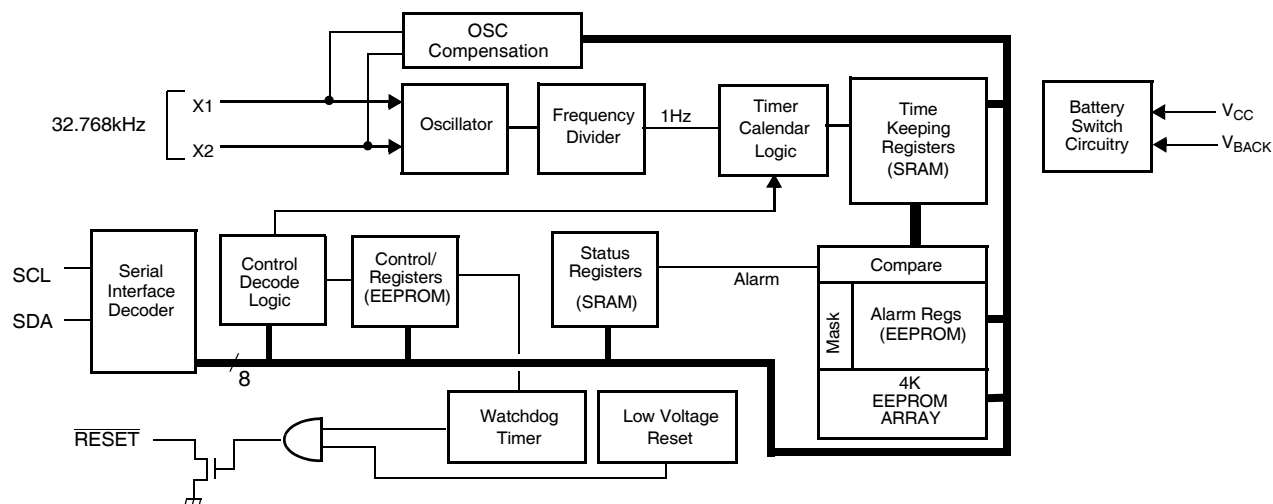 OSC
Compensation
32.768kHz
X1
X2
Oscillator
Frequency
Divider
1Hz
Timer
Calendar
Logic
Time
Keeping
Registers
(SRAM)
Battery
Switch
Circuitry
VCC
VBACK
SCL
SDA
Serial
Interface
Decoder
Control
Decode
Logic
Control/
Registers
(EEPROM)
Status
Registers
(SRAM)
Alarm
Compare
Mask
Alarm Regs
(EEPROM)
4K
EEPROM
ARRAY
8
RESET
Watchdog
Timer
Low Voltage
Reset